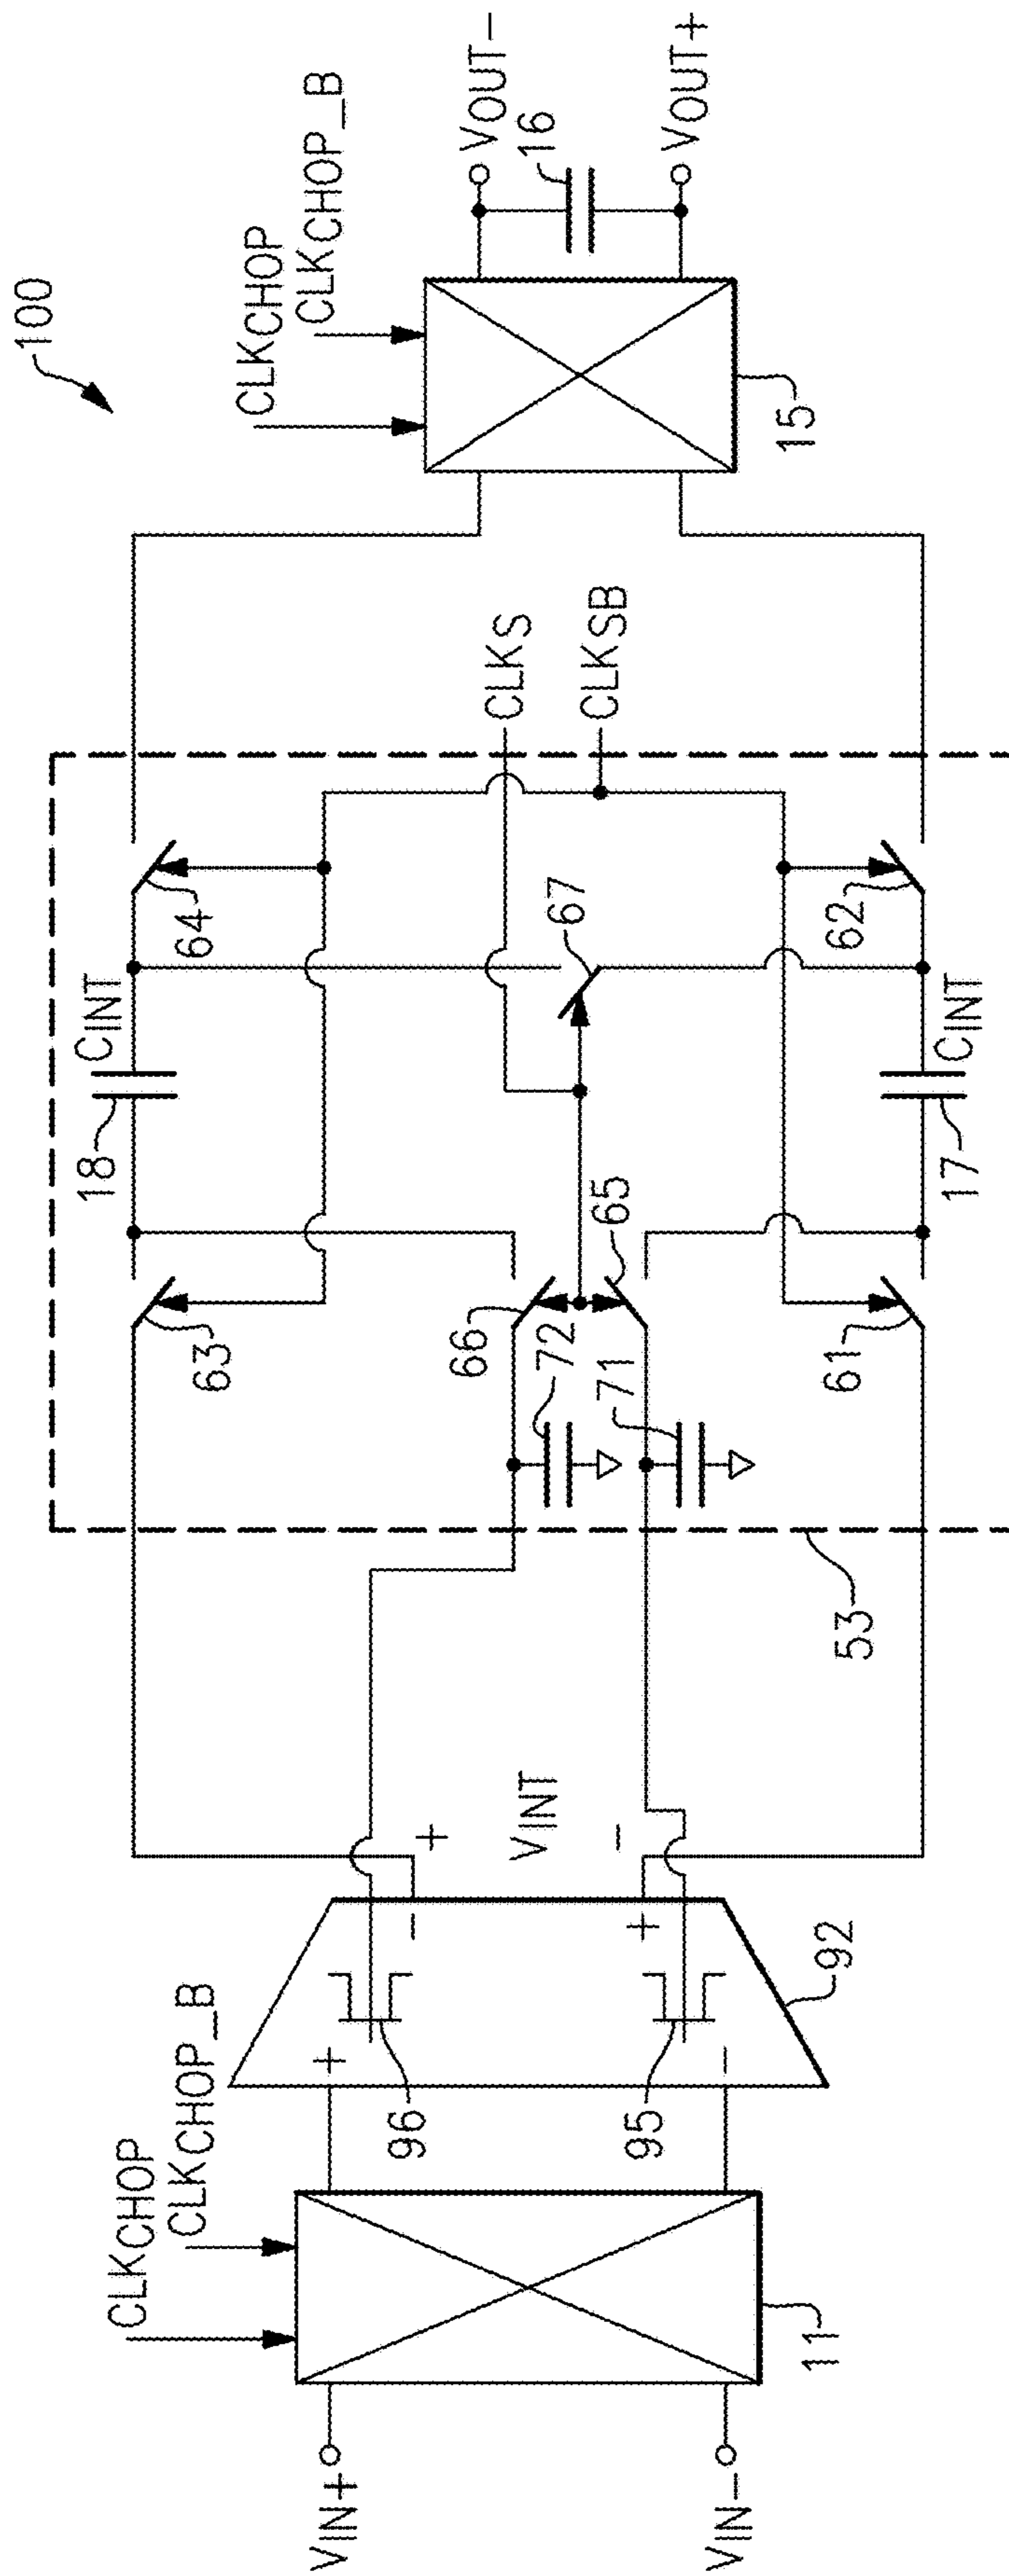 100
CLKCHOP
CLKCHOP_B
VIN+
VIN−
11
96
95
+
−
−
+
92
+
VINT
−
53
63
18
CINT
64
66
72
71
65
67
CLKS
CLKSB
61
17
CINT
62
CLKCHOP
CLKCHOP_B
15
16
VOUT−
VOUT+